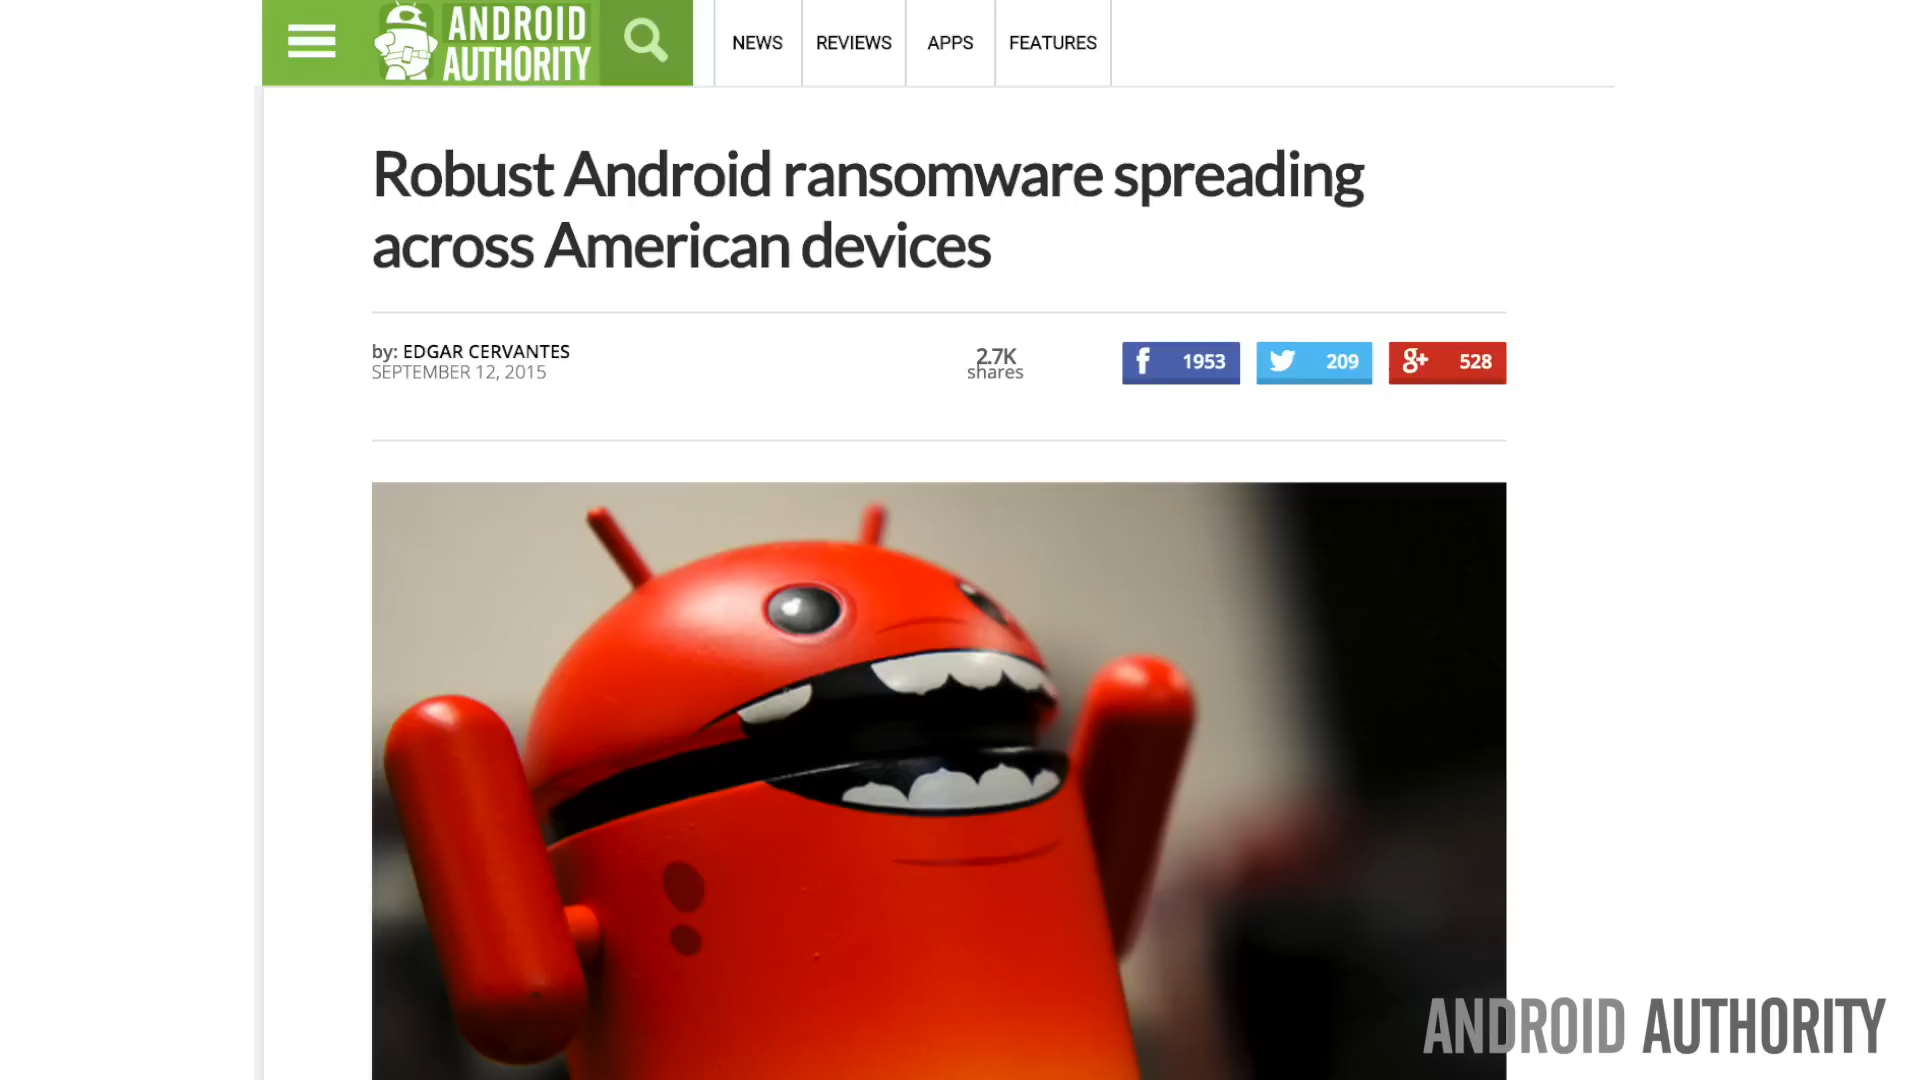 ANDROID
AUTHORITY
NEWS
REVIEWS
APPS
FEATURES
Robust Android ransomware spreading
across American devices
by: EDGAR CERVANTES
SEPTEMBER 12, 2015
2.7K
shares
1953
209
g+ 528
ANDROID AUTHORITY